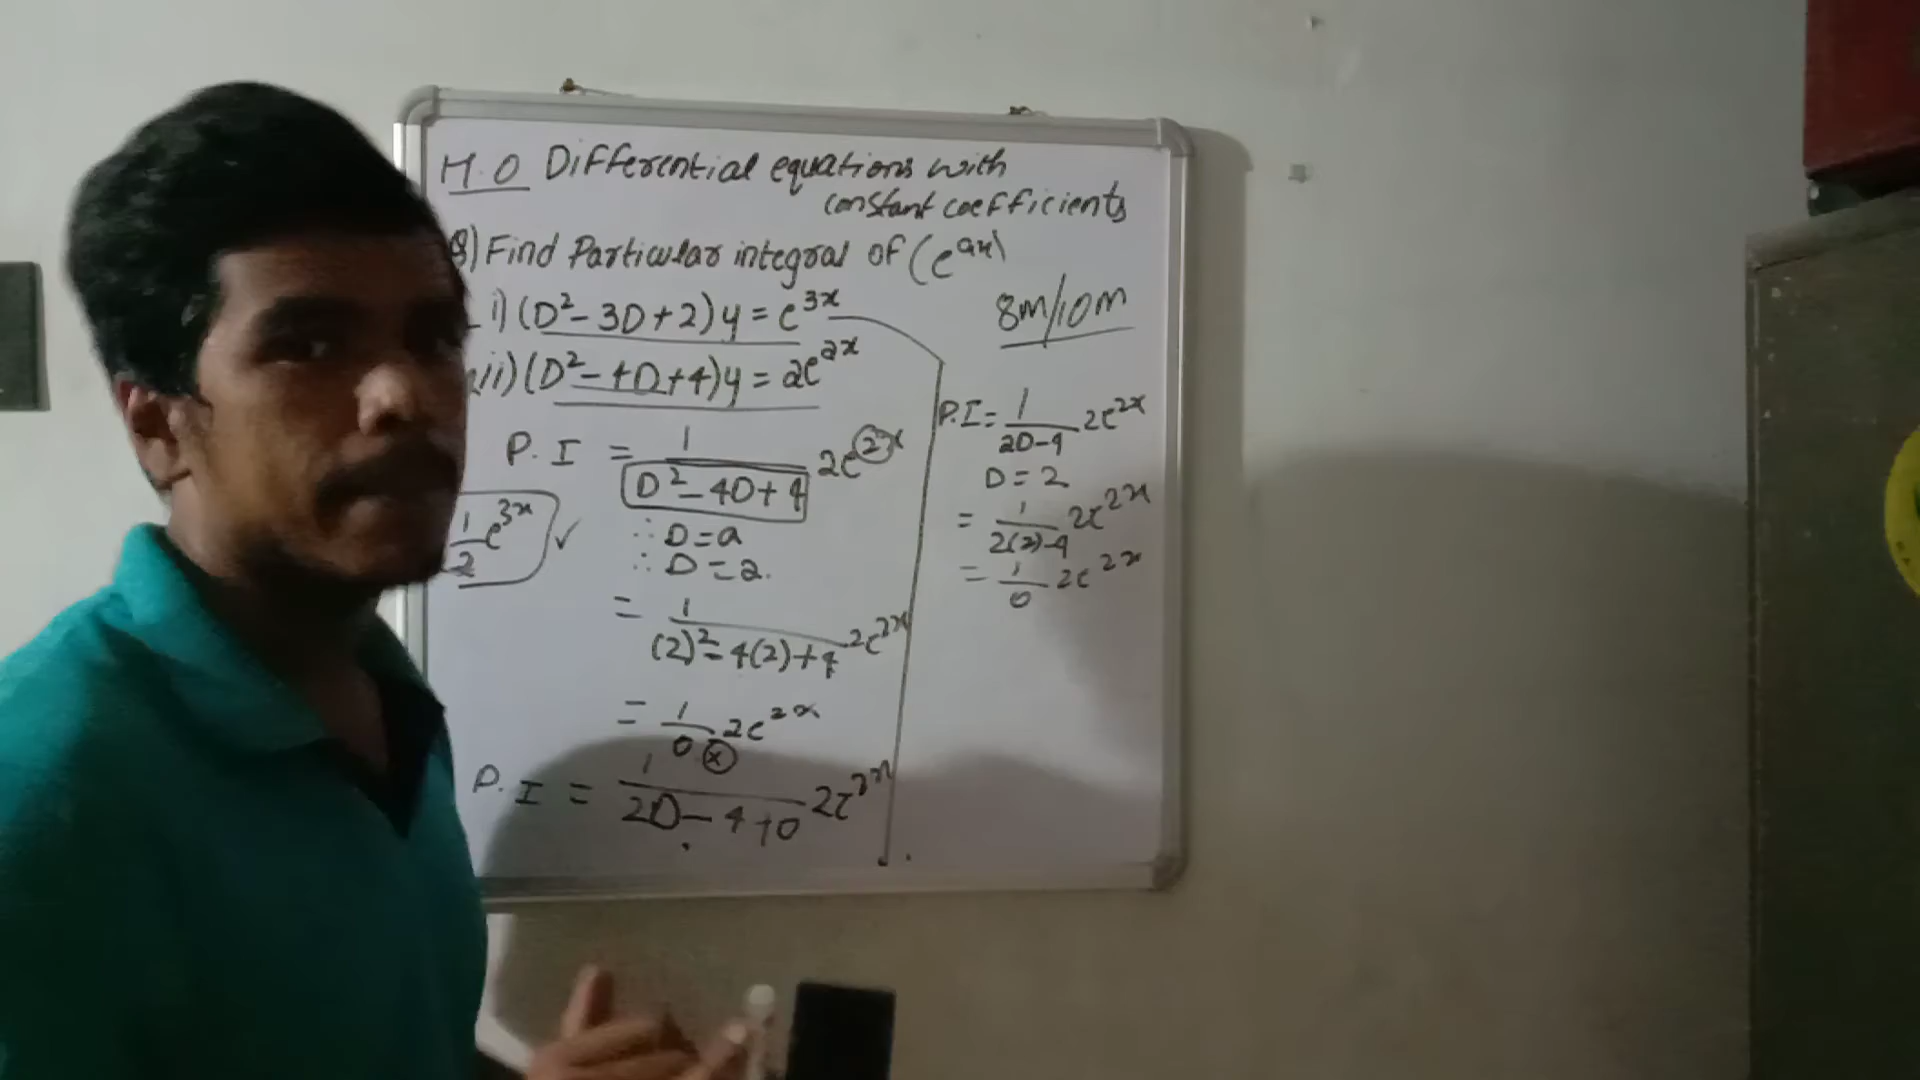 H.O Differential equations with
constant coefficients
Q) Find Particular integral of (e^ax)
i) (D²-3D+2)y = e^3x
8m/10m
ii) (D²-4D+4)y = 2e^2x
P.I = 1/(D²-4D+4) 2e^2x
1/2 e^3x ✓
∴ D=a
∴ D=2.
= 1/((2)²-4(2)+4) 2e^2x
= 1/0 2e^2x
(x)
P.I = 1/(2D-4+0) 2e^2x
P.I = 1/(2D-4) 2e^2x
D=2
= 1/(2(2)-4) 2e^2x
= 1/0 2e^2x